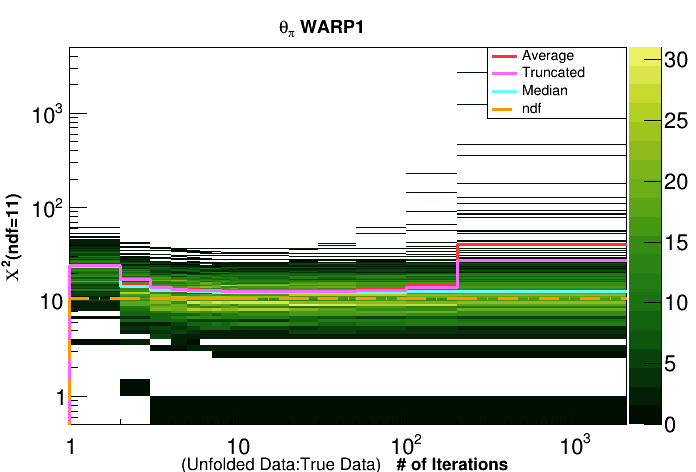 θπ WARP1
Average
Truncated
Median
ndf
χ²(ndf=11)
10³
10²
10
1
30
25
20
15
10
5
0
1
10
10²
10³
(Unfolded Data:True Data) # of Iterations